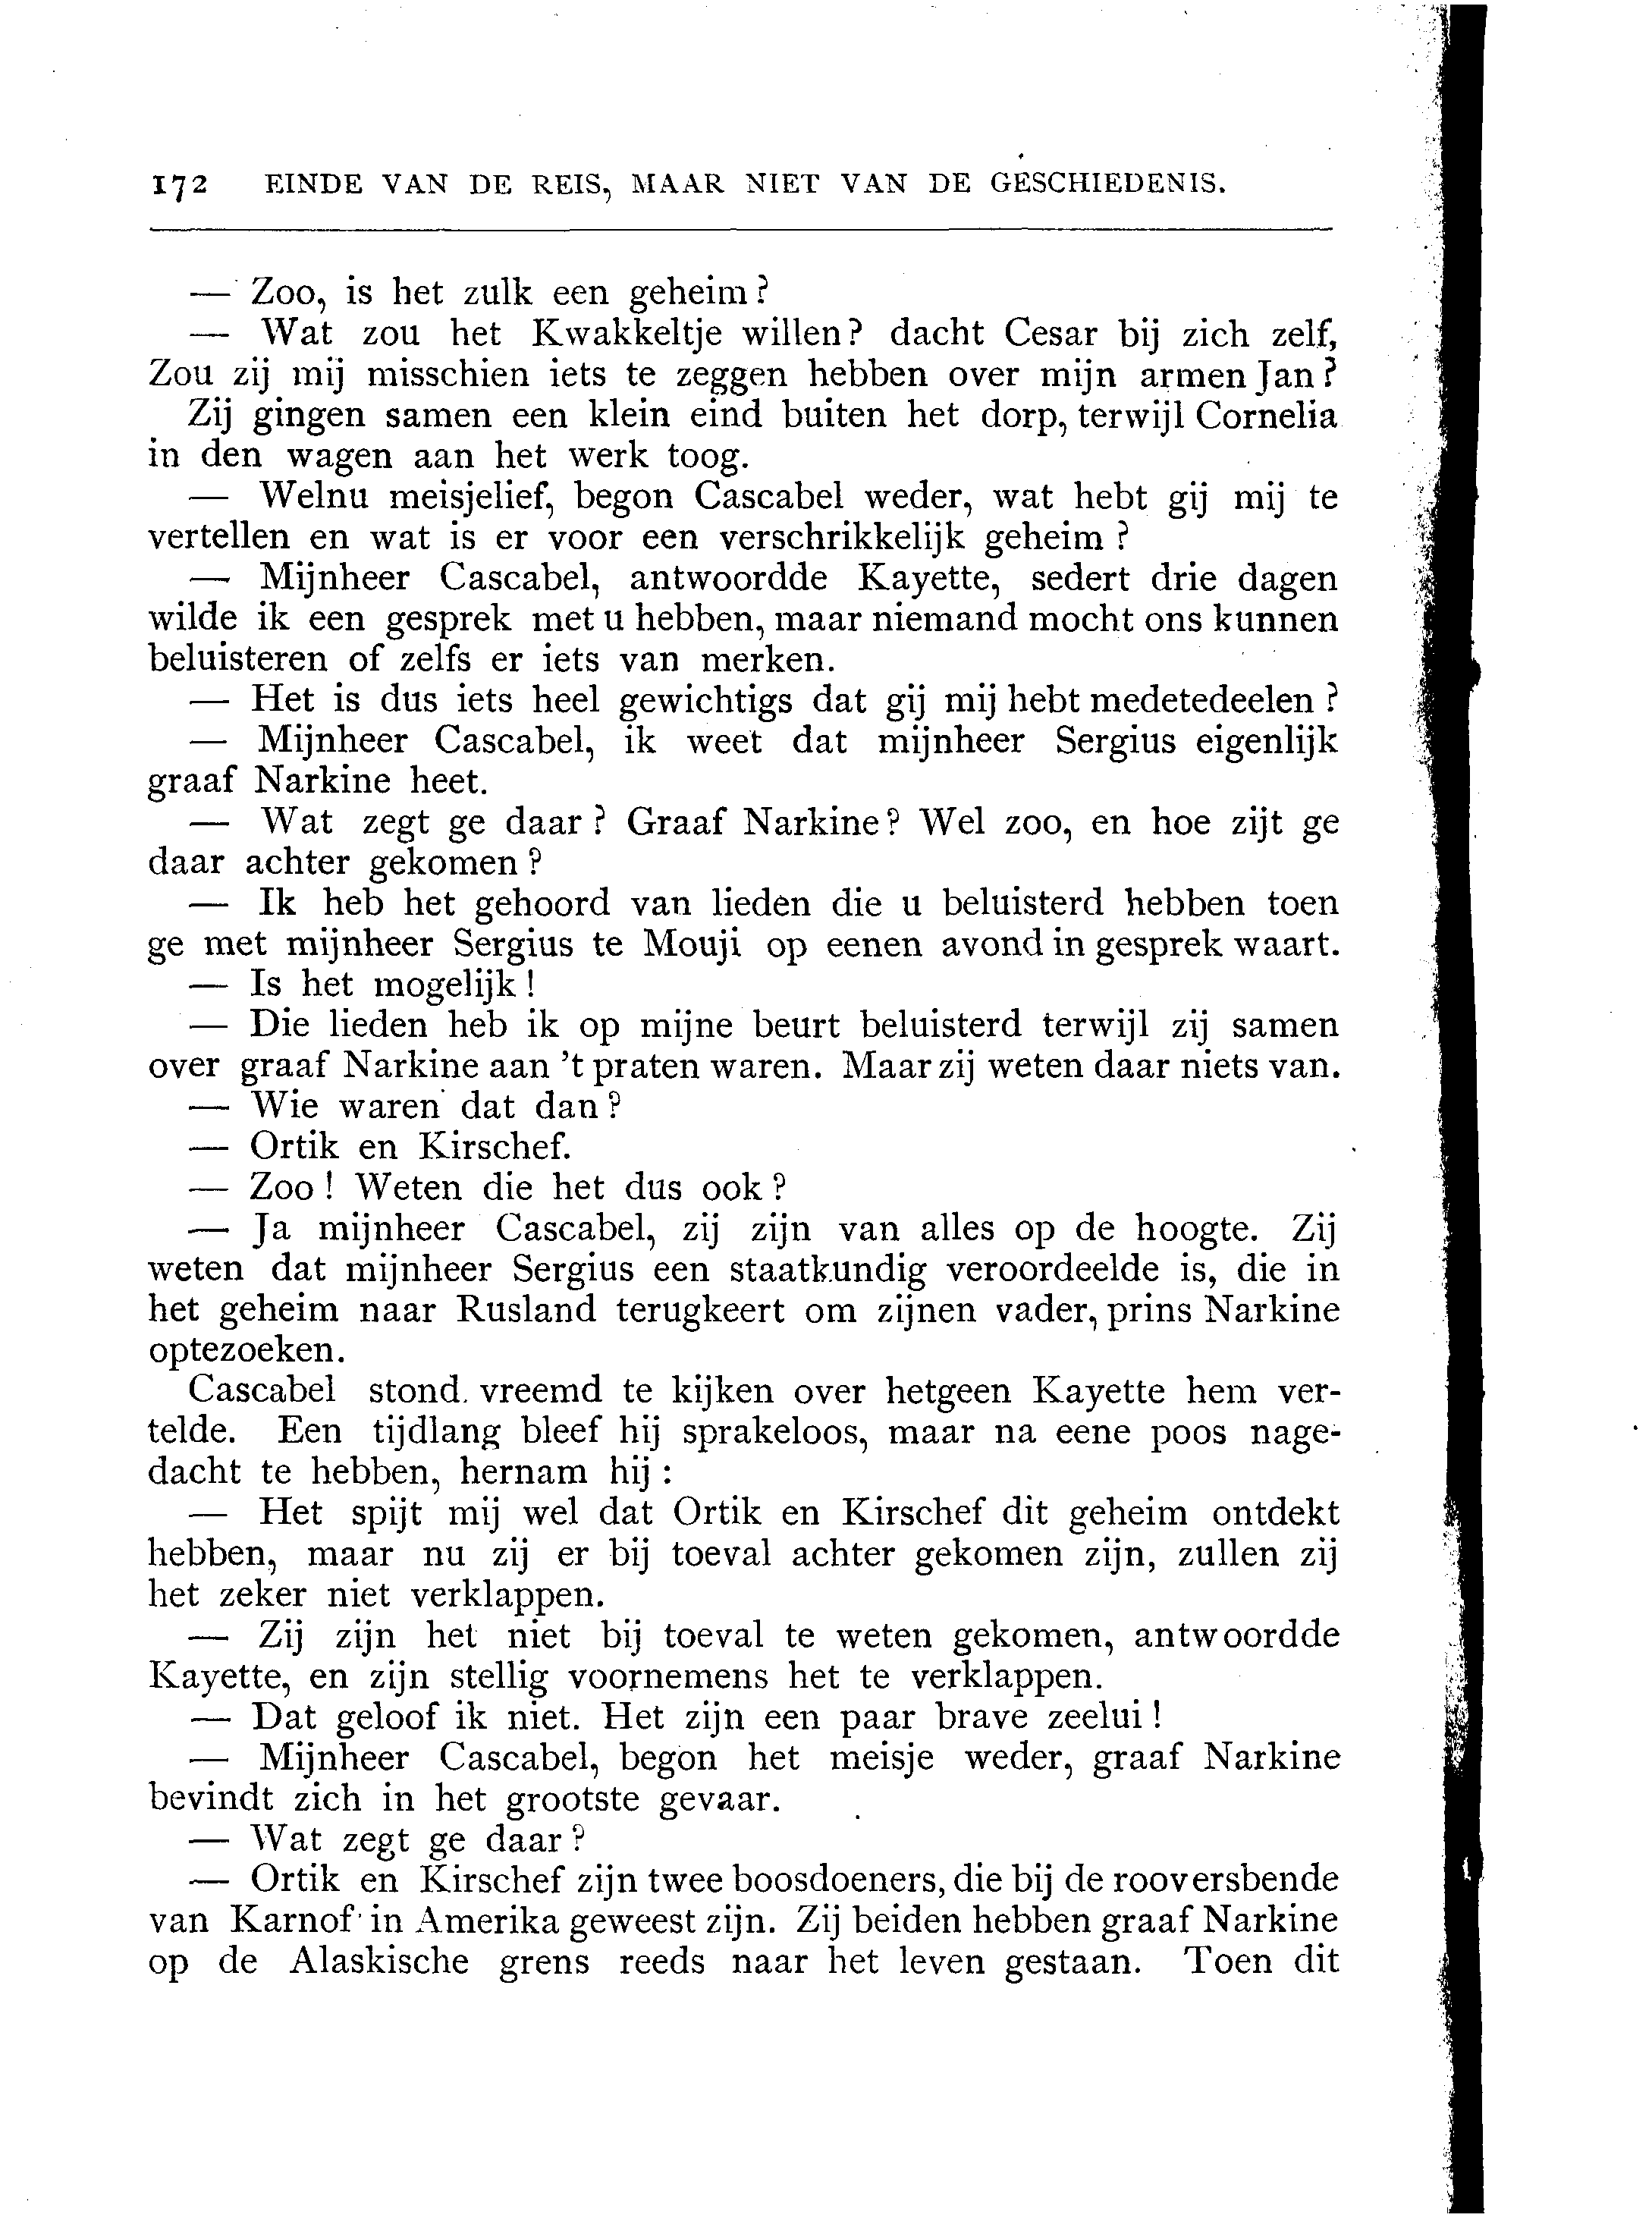 172 EINDE VAN DE REIS, MAAR NIET VAN DE GESCHIEDENIS.
— Zoo, is het zulk een geheim?
— Wat zou het Kwakkeltje willen? dacht Cesar bij zich zelf,
Zou zij mij misschien iets te zeggen hebben over mijn armen Jan?
Zij gingen samen een klein eind buiten het dorp, terwijl Cornelia
in den wagen aan het werk toog.
— Welnu meisjelief, begon Cascabel weder, wat hebt gij mij te
vertellen en wat is er voor een verschrikkelijk geheim?
— Mijnheer Cascabel, antwoordde Kayette, sedert drie dagen
wilde ik een gesprek met u hebben, maar niemand mocht ons kunnen
beluisteren of zelfs er iets van merken.
— Het is dus iets heel gewichtigs dat gij mij hebt medetedeelen?
— Mijnheer Cascabel, ik weet dat mijnheer Sergius eigenlijk
graaf Narkine heet.
— Wat zegt ge daar? Graaf Narkine? Wel zoo, en hoe zijt ge
daar achter gekomen?
— Ik heb het gehoord van lieden die u beluisterd hebben toen
ge met mijnheer Sergius te Mouji op eenen avond in gesprek waart.
— Is het mogelijk!
— Die lieden heb ik op mijne beurt beluisterd terwijl zij samen
over graaf Narkine aan 't praten waren. Maar zij weten daar niets van.
— Wie waren dat dan?
— Ortik en Kirschef.
— Zoo! Weten die het dus ook?
— Ja mijnheer Cascabel, zij zijn van alles op de hoogte. Zij
weten dat mijnheer Sergius een staatkundig veroordeelde is, die in
het geheim naar Rusland terugkeert om zijnen vader, prins Narkine
optezoeken.
Cascabel stond vreemd te kijken over hetgeen Kayette hem ver-
telde. Een tijdlang bleef hij sprakeloos, maar na eene poos nage-
dacht te hebben, hernam hij:
— Het spijt mij wel dat Ortik en Kirschef dit geheim ontdekt
hebben, maar nu zij er bij toeval achter gekomen zijn, zullen zij
het zeker niet verklappen.
— Zij zijn het niet bij toeval te weten gekomen, antwoordde
Kayette, en zijn stellig voornemens het te verklappen.
— Dat geloof ik niet. Het zijn een paar brave zeelui!
— Mijnheer Cascabel, begon het meisje weder, graaf Narkine
bevindt zich in het grootste gevaar.
— Wat zegt ge daar?
— Ortik en Kirschef zijn twee boosdoeners, die bij de rooversbende
van Karnof in Amerika geweest zijn. Zij beiden hebben graaf Narkine
op de Alaskische grens reeds naar het leven gestaan. Toen dit